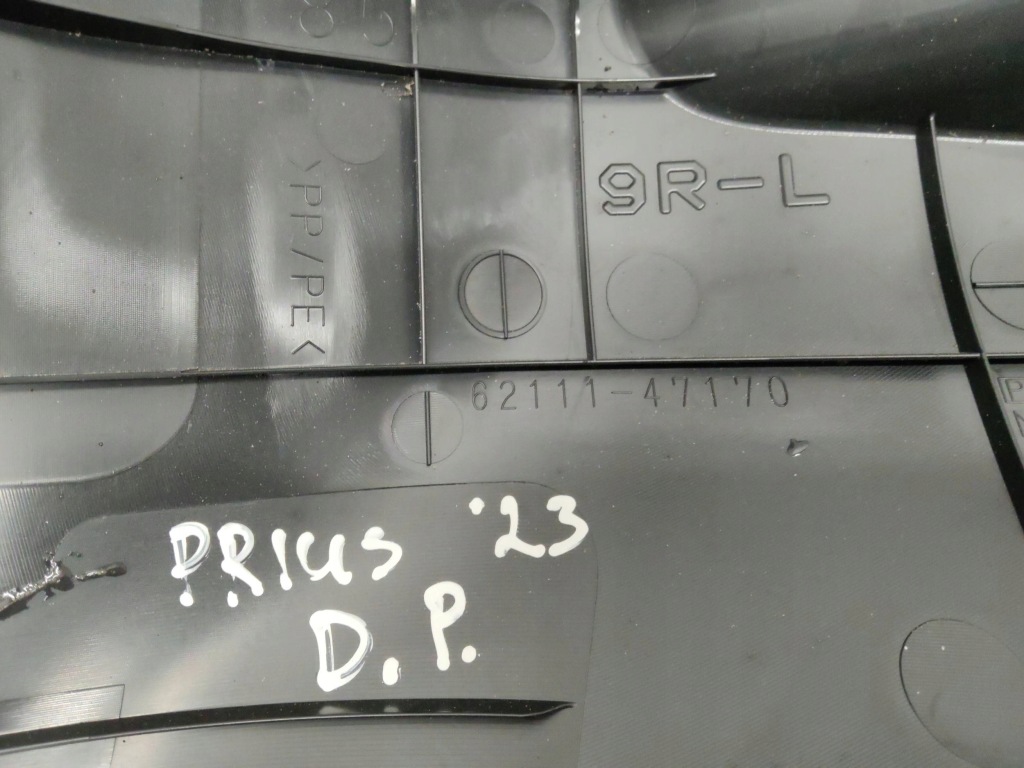 9R-L
>PP/PE<
62111-47170
PRIUS '23
D.P.